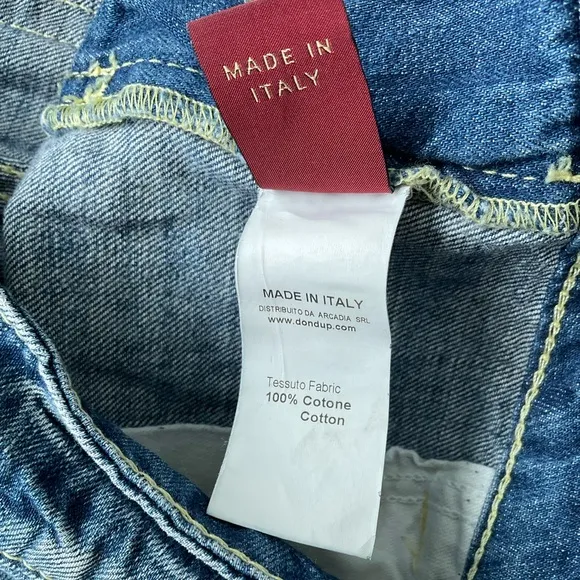 MADE IN
ITALY
MADE IN ITALY
DISTRIBUITO DA ARCADIA SRL
www.dondup.com
Tessuto Fabric
100% Cotone
Cotton